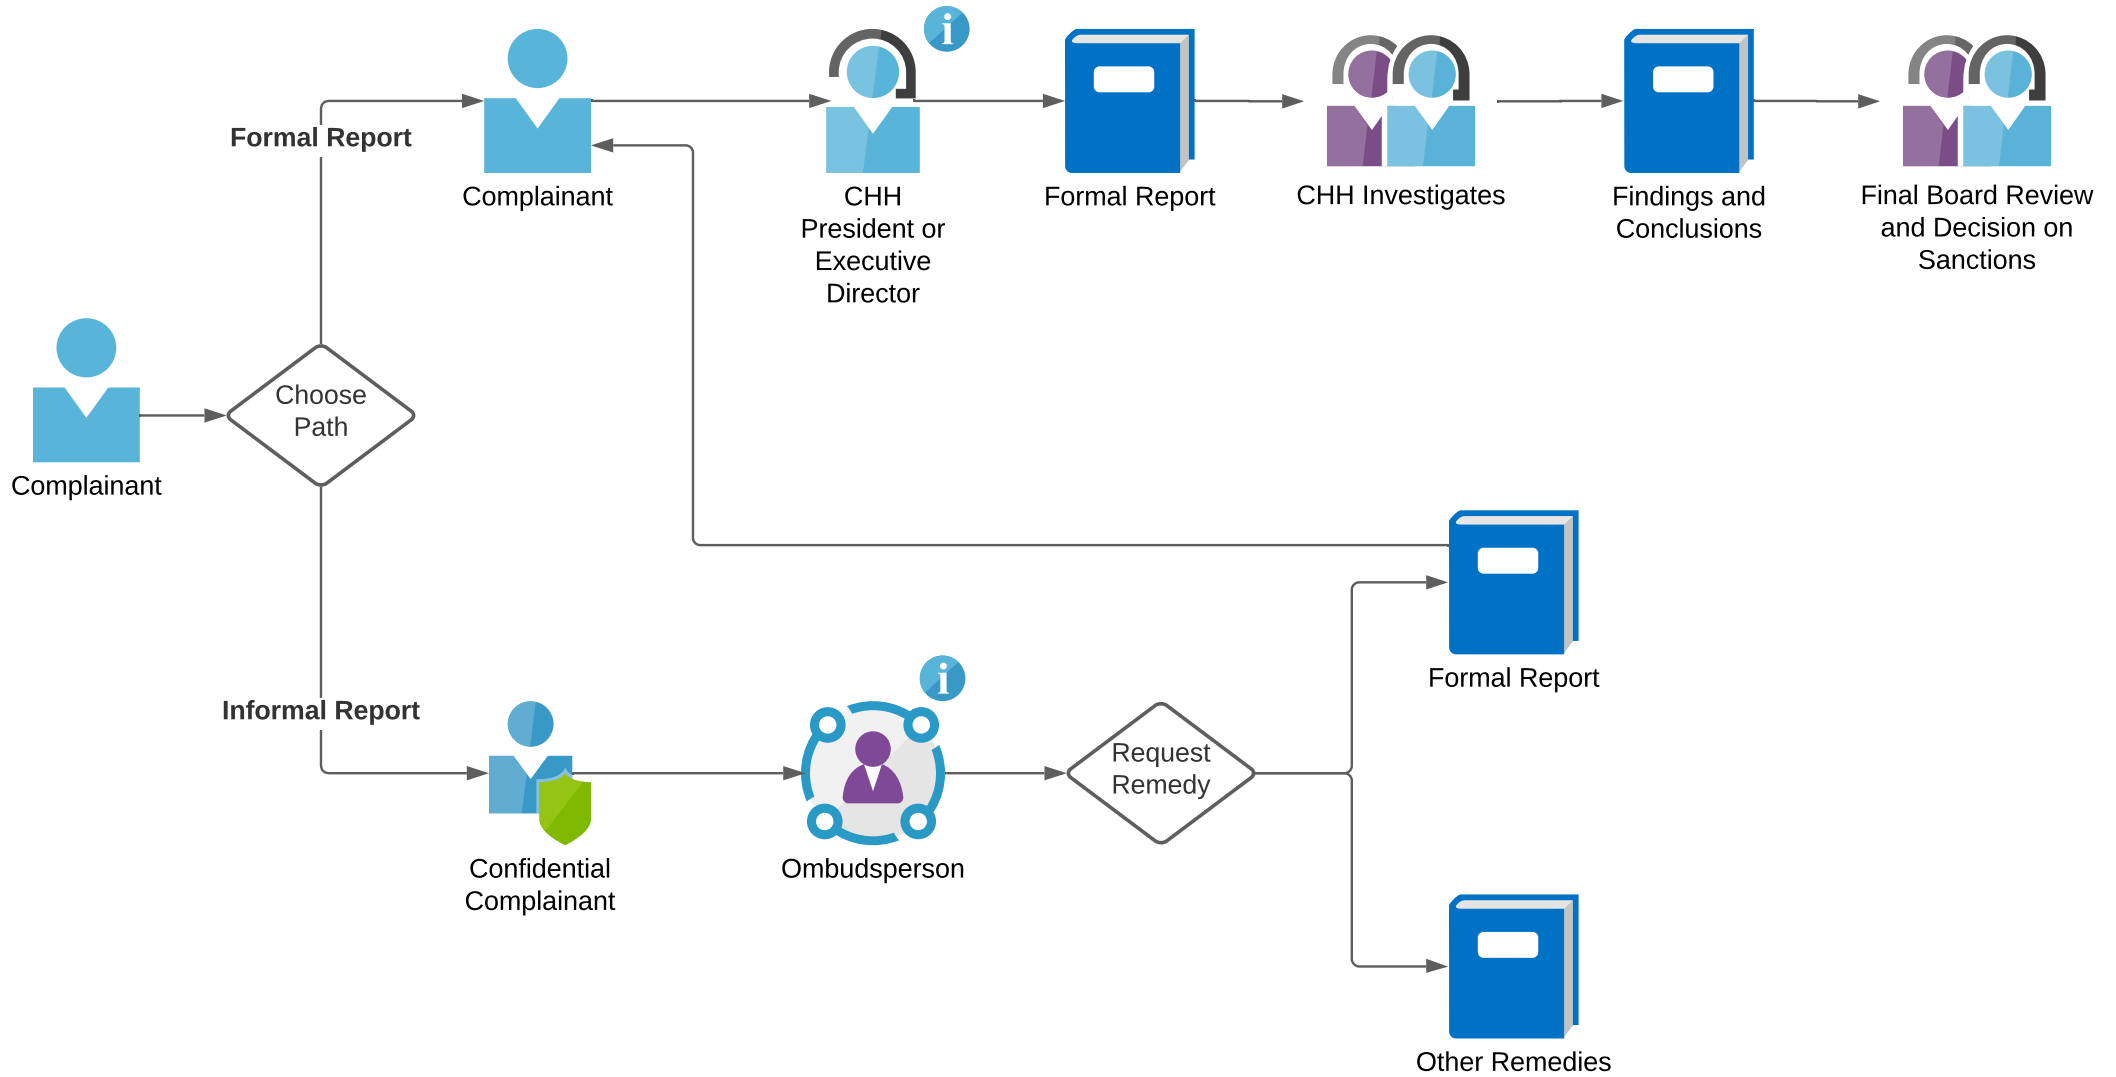 Formal Report
Complainant
CHH
President or
Executive
Director
Formal Report
CHH Investigates
Findings and
Conclusions
Final Board Review
and Decision on
Sanctions
Choose
Path
Complainant
Formal Report
Informal Report
Confidential
Complainant
Ombudsperson
Request
Remedy
Other Remedies